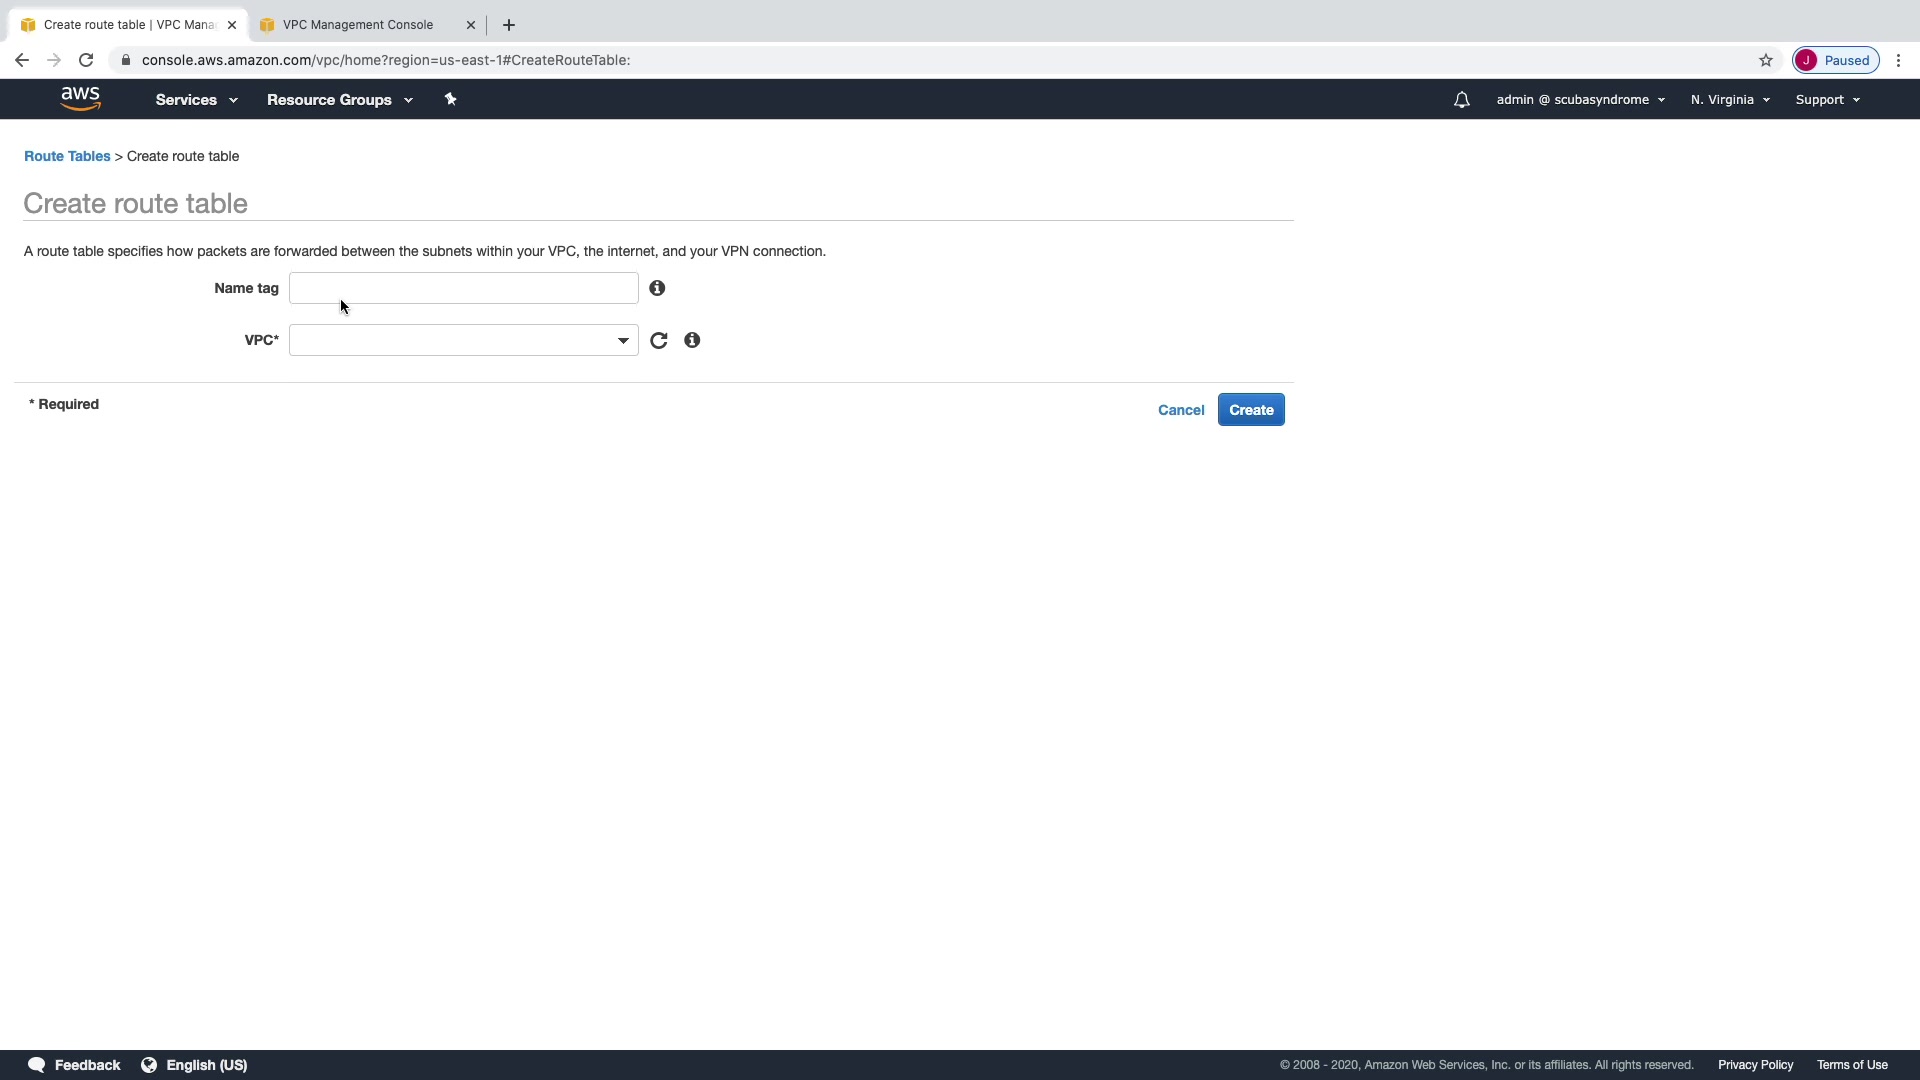 Create route table | VPC Mana
VPC Management Console
console.aws.amazon.com/vpc/home?region=us-east-1#CreateRouteTable:
J Paused
aws Services Resource Groups admin @ scubasyndrome N. Virginia Support
Route Tables > Create route table
Create route table
A route table specifies how packets are forwarded between the subnets within your VPC, the internet, and your VPN connection.
Name tag
VPC*
* Required
Cancel Create
Feedback English (US) © 2008 - 2020, Amazon Web Services, Inc. or its affiliates. All rights reserved. Privacy Policy Terms of Use